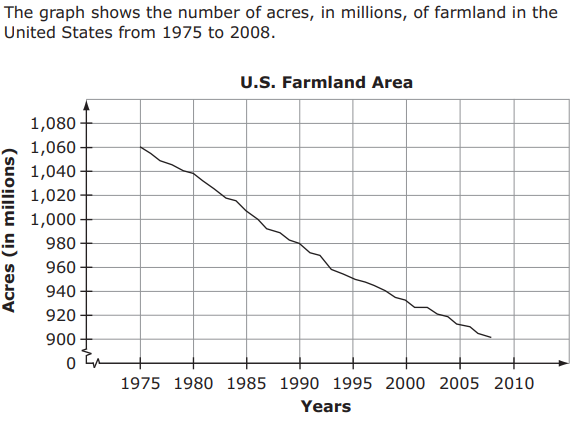 The graph shows the number of acres, in millions, of farmland in the
United States from 1975 to 2008.
U.S. Farmland Area
Acres (in millions)
1,080
1,060
1,040
1,020
1,000
980
960
940
920
900
0
1975 1980 1985 1990 1995 2000 2005 2010
Years